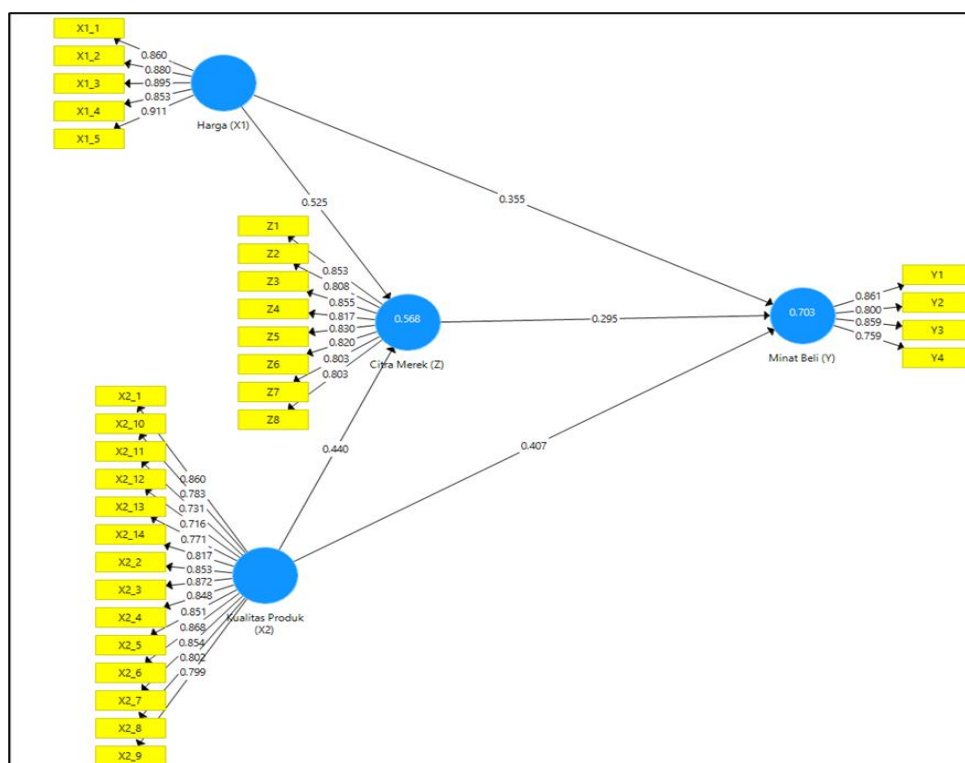 X1_1
X1_2
X1_3
X1_4
X1_5
0.860
0.880
0.895
0.853
0.911
Harga (X1)
0.525
0.355
Z1
Z2
Z3
Z4
Z5
Z6
Z7
Z8
0.853
0.808
0.855
0.817
0.830
0.820
0.803
0.803
0.568
Citra Merek (Z)
0.295
0.703
Minat Beli (Y)
0.861
0.800
0.859
0.759
Y1
Y2
Y3
Y4
0.440
0.407
X2_1
X2_10
X2_11
X2_12
X2_13
X2_14
X2_2
X2_3
X2_4
X2_5
X2_6
X2_7
X2_8
X2_9
0.860
0.783
0.731
0.716
0.771
0.817
0.853
0.872
0.848
0.851
0.868
0.854
0.802
0.799
Kualitas Produk
(X2)